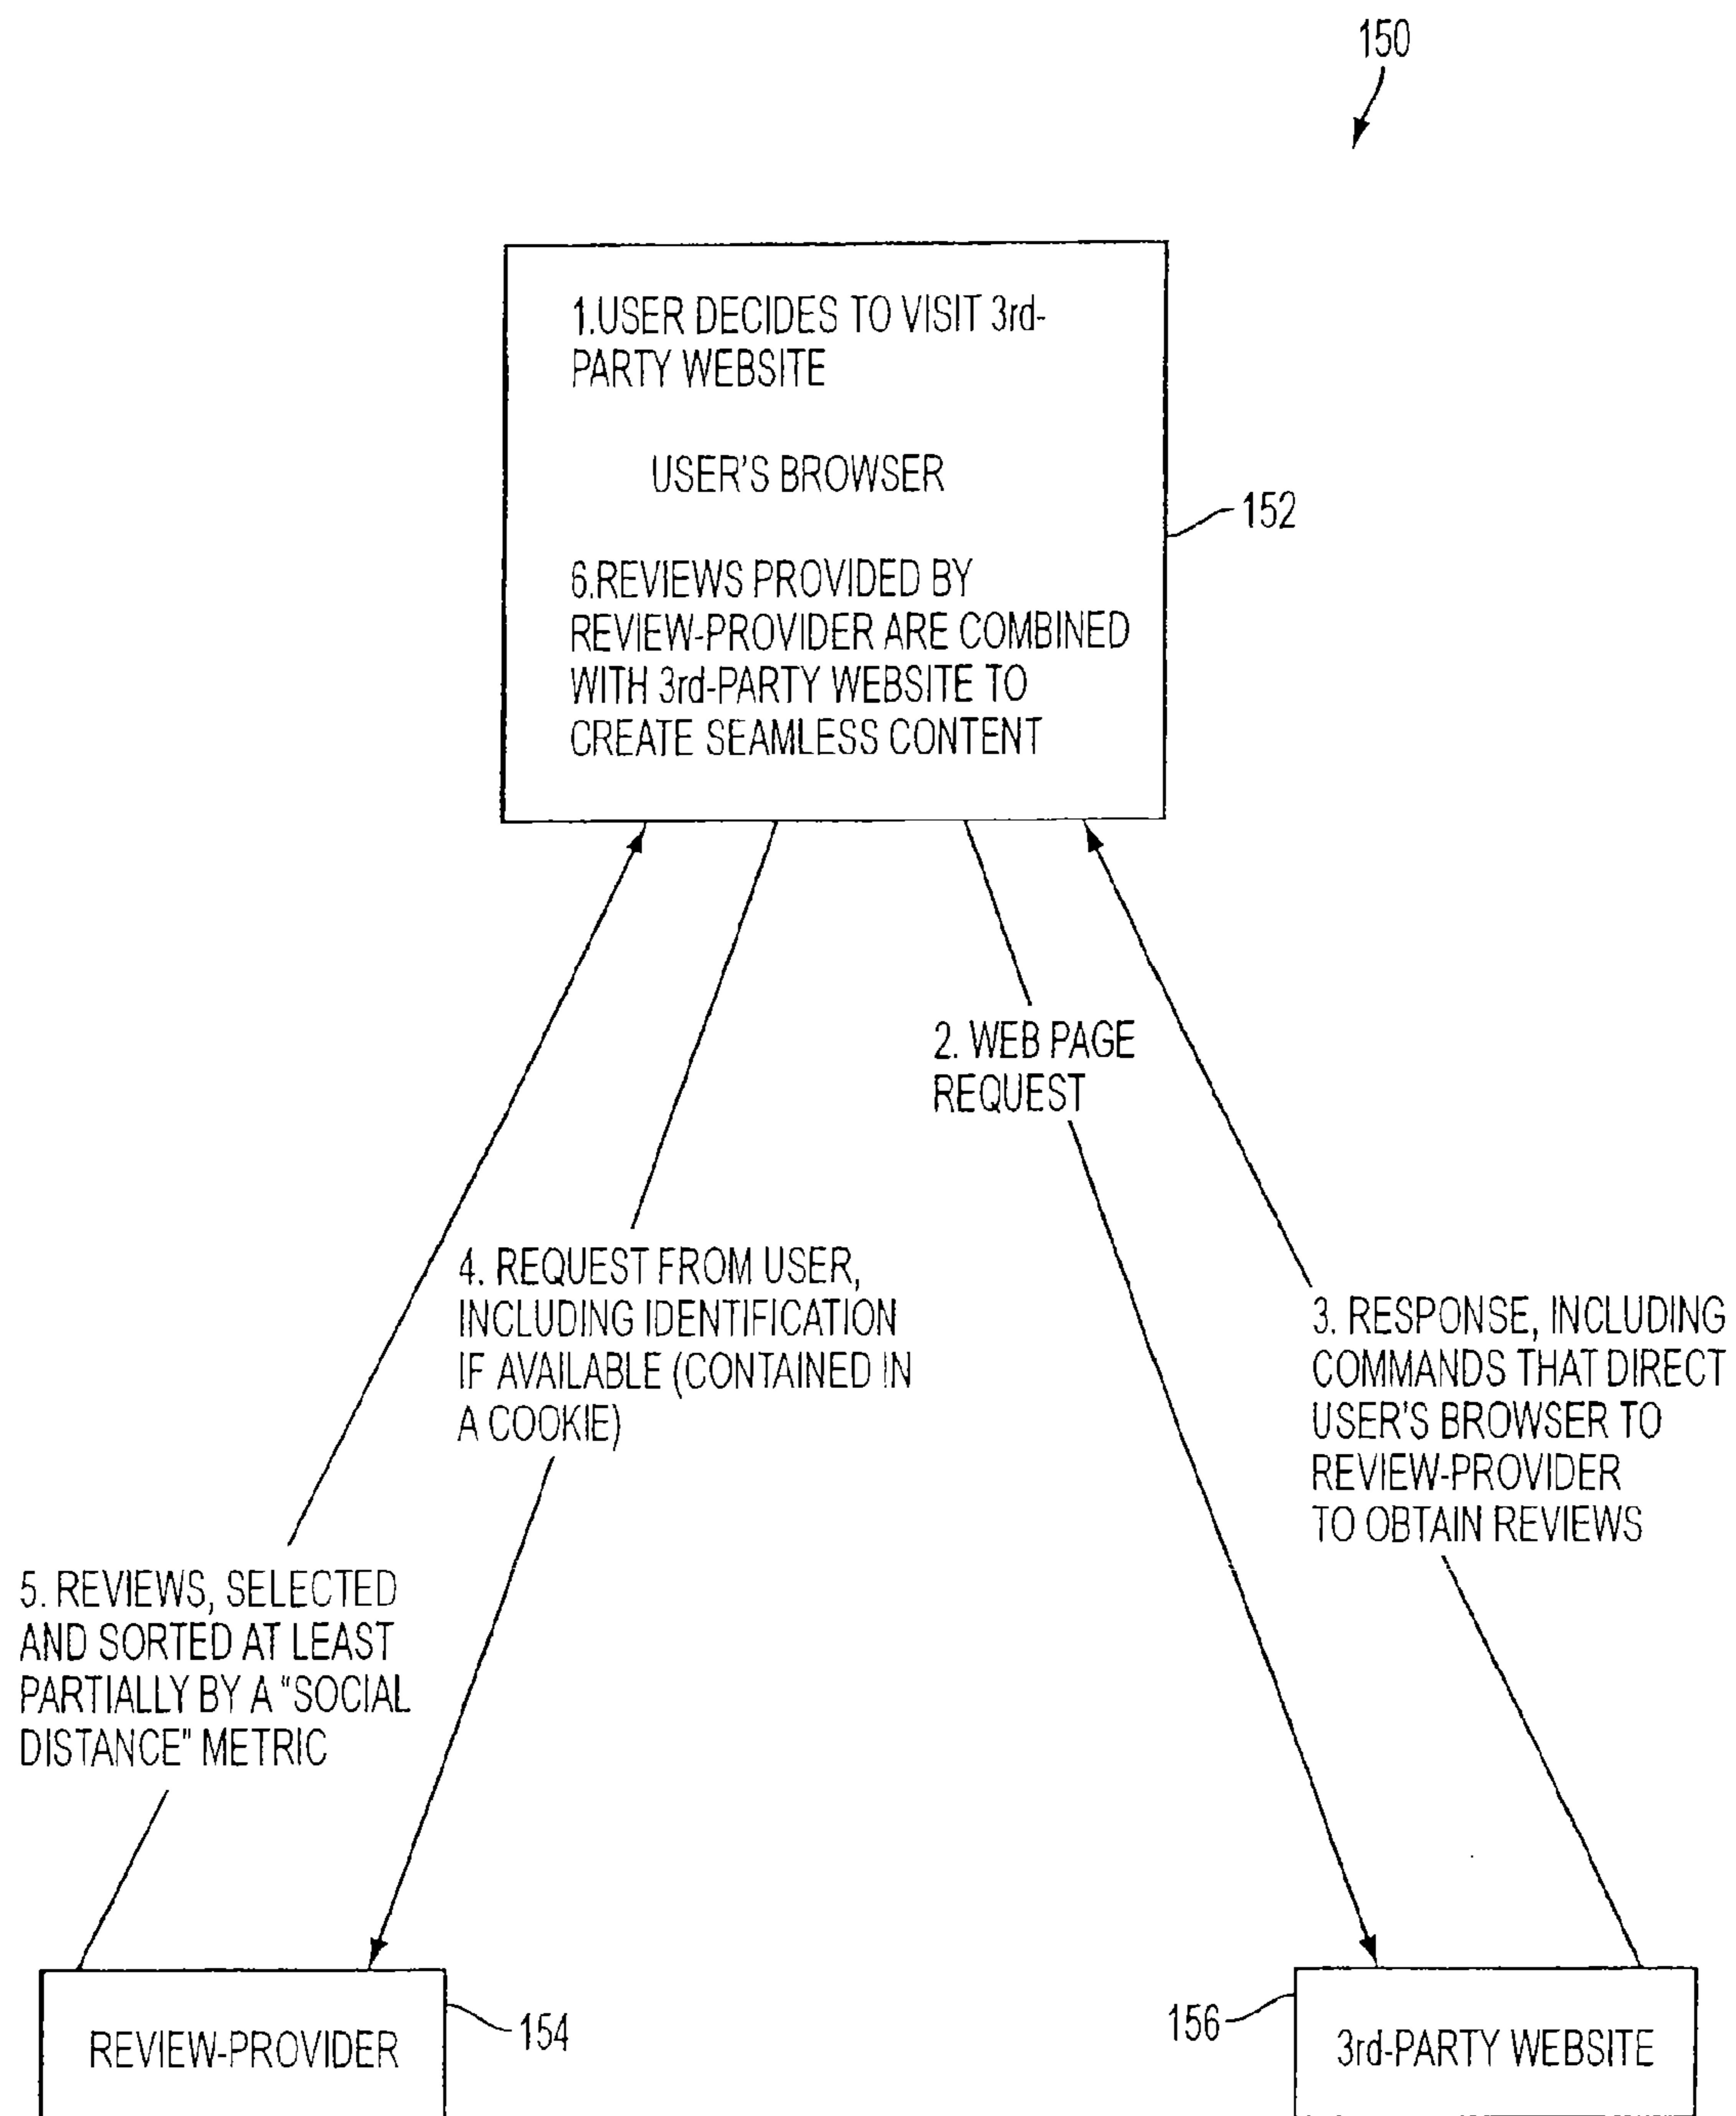 150
1.USER DECIDES TO VISIT 3rd-
PARTY WEBSITE
USER'S BROWSER
152
6.REVIEWS PROVIDED BY
REVIEW-PROVIDER ARE COMBINED
WITH 3rd-PARTY WEBSITE TO
CREATE SEAMLESS CONTENT
2. WEB PAGE
REQUEST
4. REQUEST FROM USER,
INCLUDING IDENTIFICATION
IF AVAILABLE (CONTAINED IN
A COOKIE)
3. RESPONSE, INCLUDING
COMMANDS THAT DIRECT
USER'S BROWSER TO
REVIEW-PROVIDER
TO OBTAIN REVIEWS
5. REVIEWS, SELECTED
AND SORTED AT LEAST
PARTIALLY BY A "SOCIAL
DISTANCE" METRIC
REVIEW-PROVIDER
154
156
3rd-PARTY WEBSITE